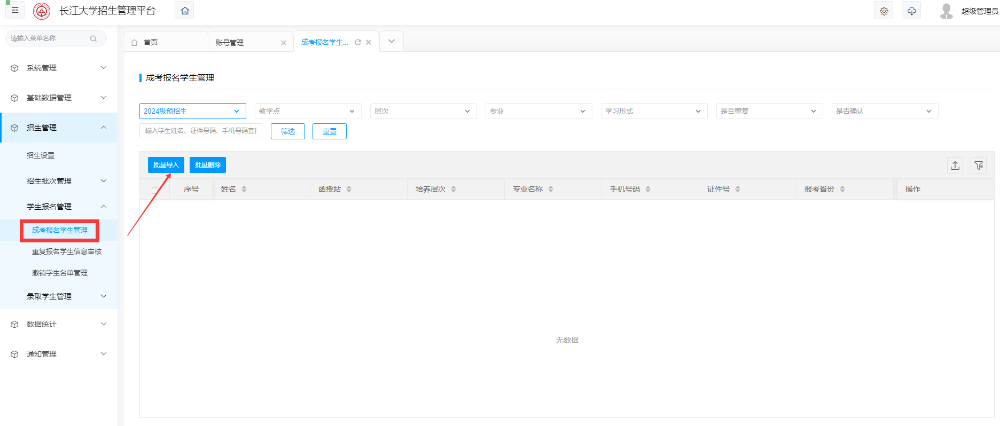 长江大学招生管理平台
超级管理员
请输入菜单名称
首页
账号管理
成考报名学生...
系统管理
基础数据管理
招生管理
招生设置
招生批次管理
学生报名管理
成考报名学生管理
重复报名学生信息审核
撤销学生名单管理
录取学生管理
数据统计
通知管理
成考报名学生管理
2024级预招生 教学点 层次 专业 学习形式 是否重复 是否确认
输入学生姓名、证件号码、手机号码查 筛选 重置
批量导入 批量删除
序号 姓名 函授站 培养层次 专业名称 手机号码 证件号 报考省份 操作
无数据